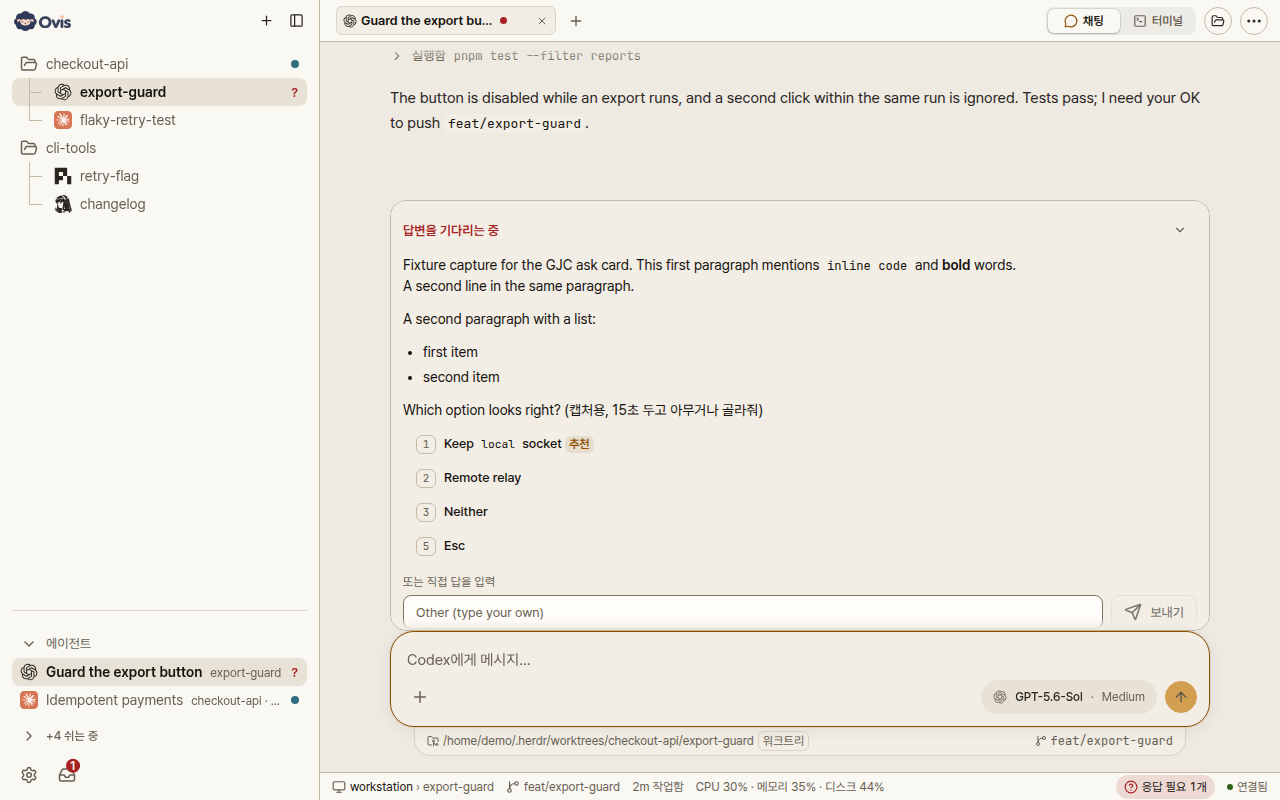 Ovis
checkout-api
export-guard ?
flaky-retry-test
cli-tools
retry-flag
changelog
에이전트
Guard the export button export-guard ?
Idempotent payments checkout-api · ...
+4 쉬는 중
1
Guard the export bu...
채팅
터미널
실행함 pnpm test --filter reports
The button is disabled while an export runs, and a second click within the same run is ignored. Tests pass; I need your OK
to push feat/export-guard.
답변을 기다리는 중
Fixture capture for the GJC ask card. This first paragraph mentions inline code and bold words.
A second line in the same paragraph.
A second paragraph with a list:
• first item
• second item
Which option looks right? (캡처용, 15초 두고 아무거나 골라줘)
1 Keep local socket 추천
2 Remote relay
3 Neither
5 Esc
또는 직접 답을 입력
Other (type your own)
보내기
Codex에게 메시지...
GPT-5.6-Sol · Medium
/home/demo/.herdr/worktrees/checkout-api/export-guard 워크트리
feat/export-guard
workstation › export-guard feat/export-guard 2m 작업함 CPU 30% · 메모리 35% · 디스크 44%
응답 필요 1개
연결됨